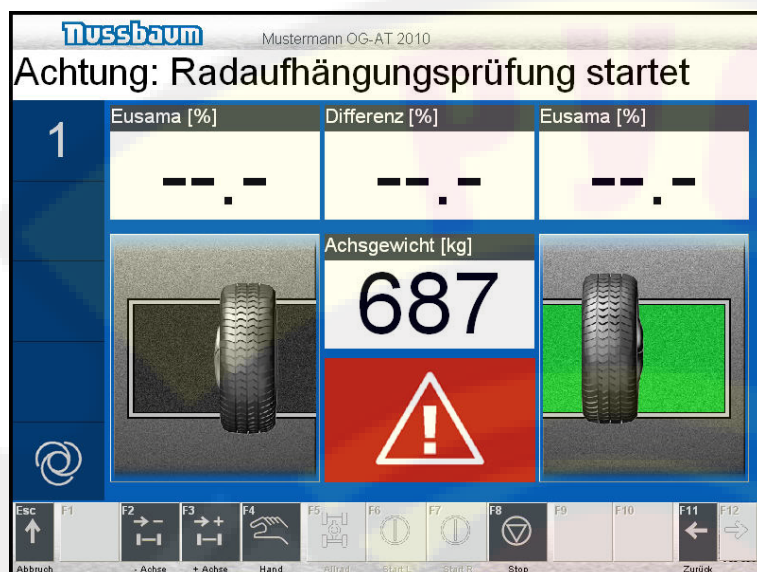 Nussbaum
Mustermann OG-AT 2010
Achtung: Radaufhängungsprüfung startet
1
Eusama [%]
Differenz [%]
Eusama [%]
--.-
--.-
--.-
Achsgewicht [kg]
687
Esc F1 F2 F3 F4 F5 F6 F7 F8 F9 F10 F11 F12
Abbruch - Achse + Achse Hand Allrad Start L Start R Stop Zurück